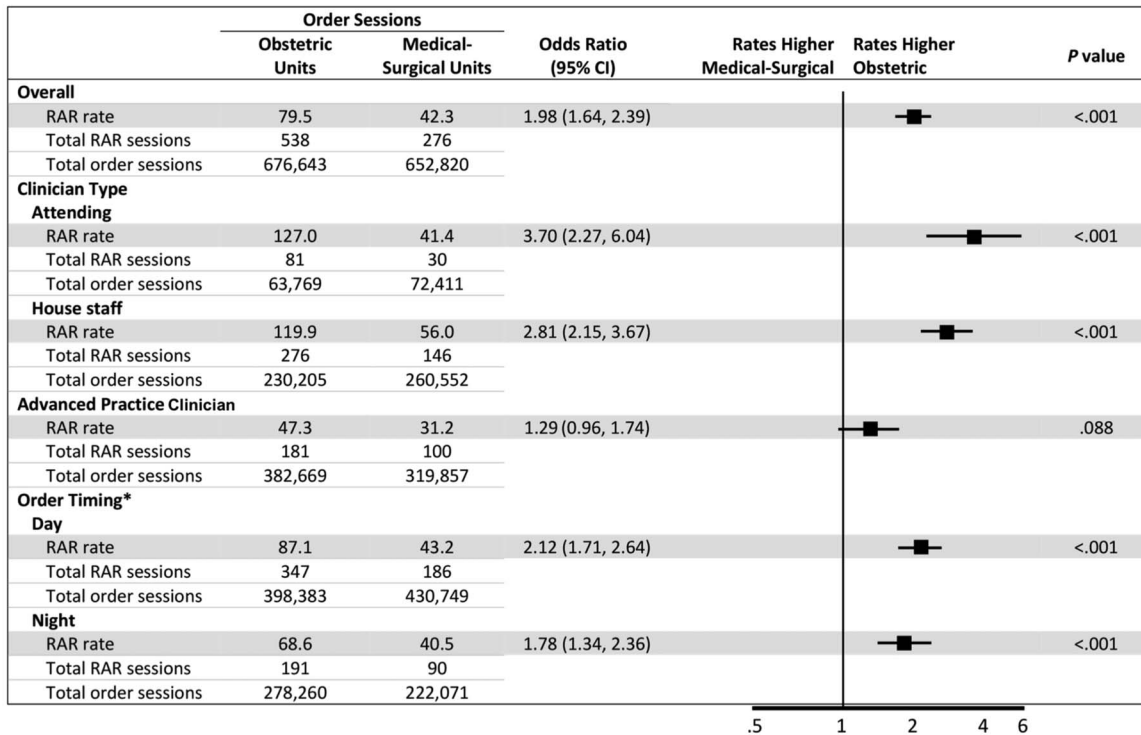 Order Sessions
Obstetric Units Medical-Surgical Units Odds Ratio (95% CI) Rates Higher Medical-Surgical Rates Higher Obstetric P value
Overall
RAR rate 79.5 42.3 1.98 (1.64, 2.39) <.001
Total RAR sessions 538 276
Total order sessions 676,643 652,820
Clinician Type
Attending
RAR rate 127.0 41.4 3.70 (2.27, 6.04) <.001
Total RAR sessions 81 30
Total order sessions 63,769 72,411
House staff
RAR rate 119.9 56.0 2.81 (2.15, 3.67) <.001
Total RAR sessions 276 146
Total order sessions 230,205 260,552
Advanced Practice Clinician
RAR rate 47.3 31.2 1.29 (0.96, 1.74) .088
Total RAR sessions 181 100
Total order sessions 382,669 319,857
Order Timing*
Day
RAR rate 87.1 43.2 2.12 (1.71, 2.64) <.001
Total RAR sessions 347 186
Total order sessions 398,383 430,749
Night
RAR rate 68.6 40.5 1.78 (1.34, 2.36) <.001
Total RAR sessions 191 90
Total order sessions 278,260 222,071
.5 1 2 4 6